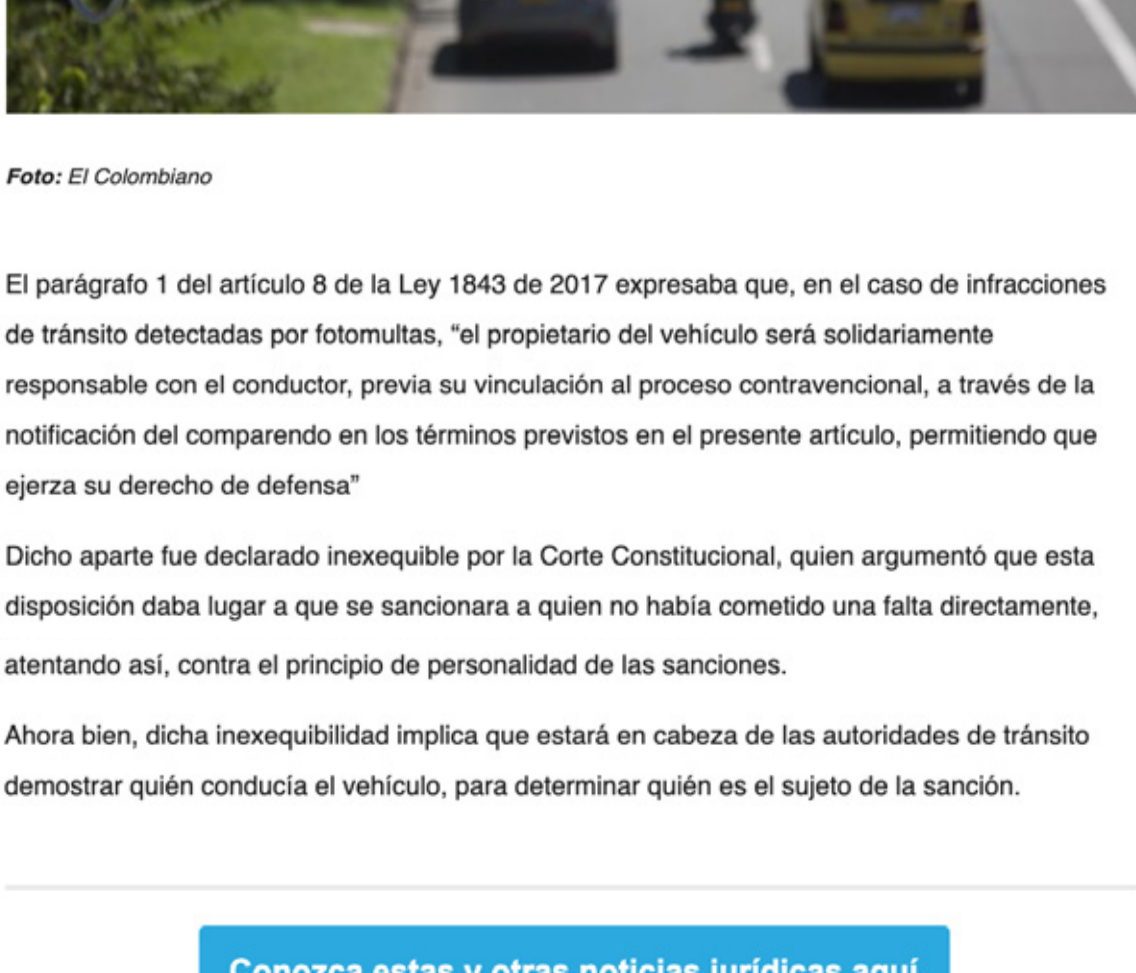 Foto: El Colombiano
El parágrafo 1 del artículo 8 de la Ley 1843 de 2017 expresaba que, en el caso de infracciones
de tránsito detectadas por fotomultas, “el propietario del vehículo será solidariamente
responsable con el conductor, previa su vinculación al proceso contravencional, a través de la
notificación del comparendo en los términos previstos en el presente artículo, permitiendo que
ejerza su derecho de defensa”
Dicho aparte fue declarado inexequible por la Corte Constitucional, quien argumentó que esta
disposición daba lugar a que se sancionara a quien no había cometido una falta directamente,
atentando así, contra el principio de personalidad de las sanciones.
Ahora bien, dicha inexequibilidad implica que estará en cabeza de las autoridades de tránsito
demostrar quién conducía el vehículo, para determinar quién es el sujeto de la sanción.
Conozca estas y otras noticias jurídicas aquí